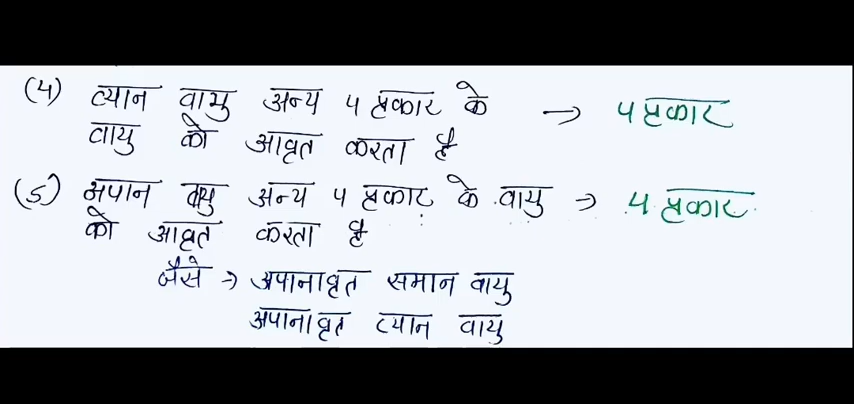 (4) व्यान वायु अन्य 4 प्रकार के → 4 प्रकार
वायु को आवृत करता है
(5) अपान वायु अन्य 4 प्रकार के वायु → 4 प्रकार
को आवृत करता है
जैसे → अपानावृत समान वायु
अपानावृत व्यान वायु